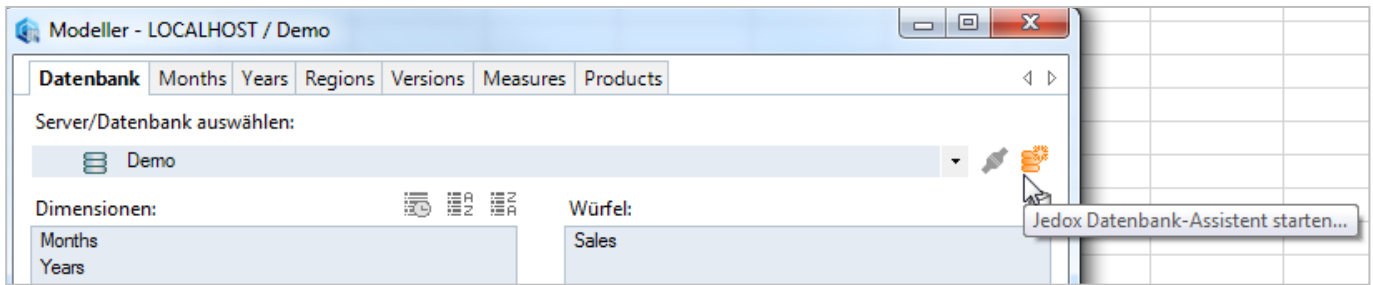 Modeller - LOCALHOST / Demo
Datenbank Months Years Regions Versions Measures Products
Server/Datenbank auswählen:
Demo
Dimensionen: Würfel:
Jedox Datenbank-Assistent starten...
Months Sales
Years